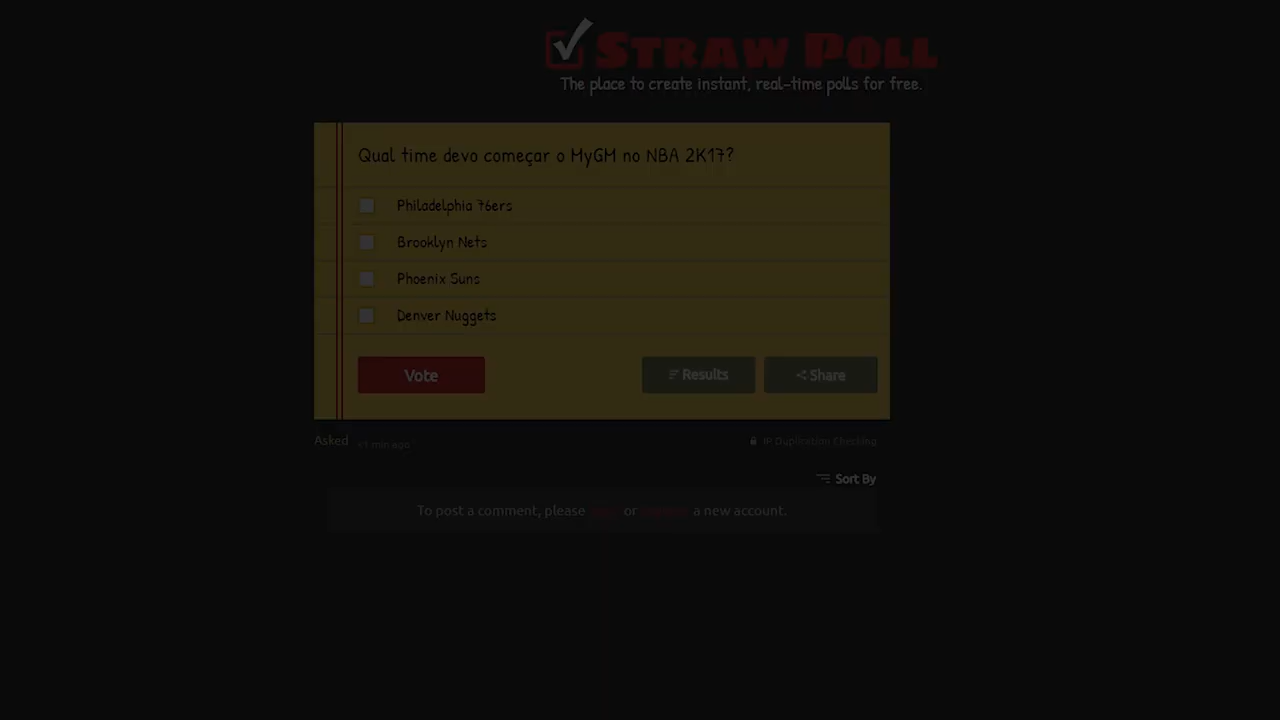 STRAW POLL
The place to create instant, real-time polls for free.
Qual time devo começar o MyGM no NBA 2K17?
Philadelphia 76ers
Brooklyn Nets
Phoenix Suns
Denver Nuggets
Vote
Results
Share
Asked
min ago
IP Duplication Checking
Sort By
To post a comment, please or a new account.